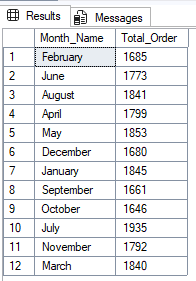 Results Messages
Month_Name Total_Order
1 February 1685
2 June 1773
3 August 1841
4 April 1799
5 May 1853
6 December 1680
7 January 1845
8 September 1661
9 October 1646
10 July 1935
11 November 1792
12 March 1840